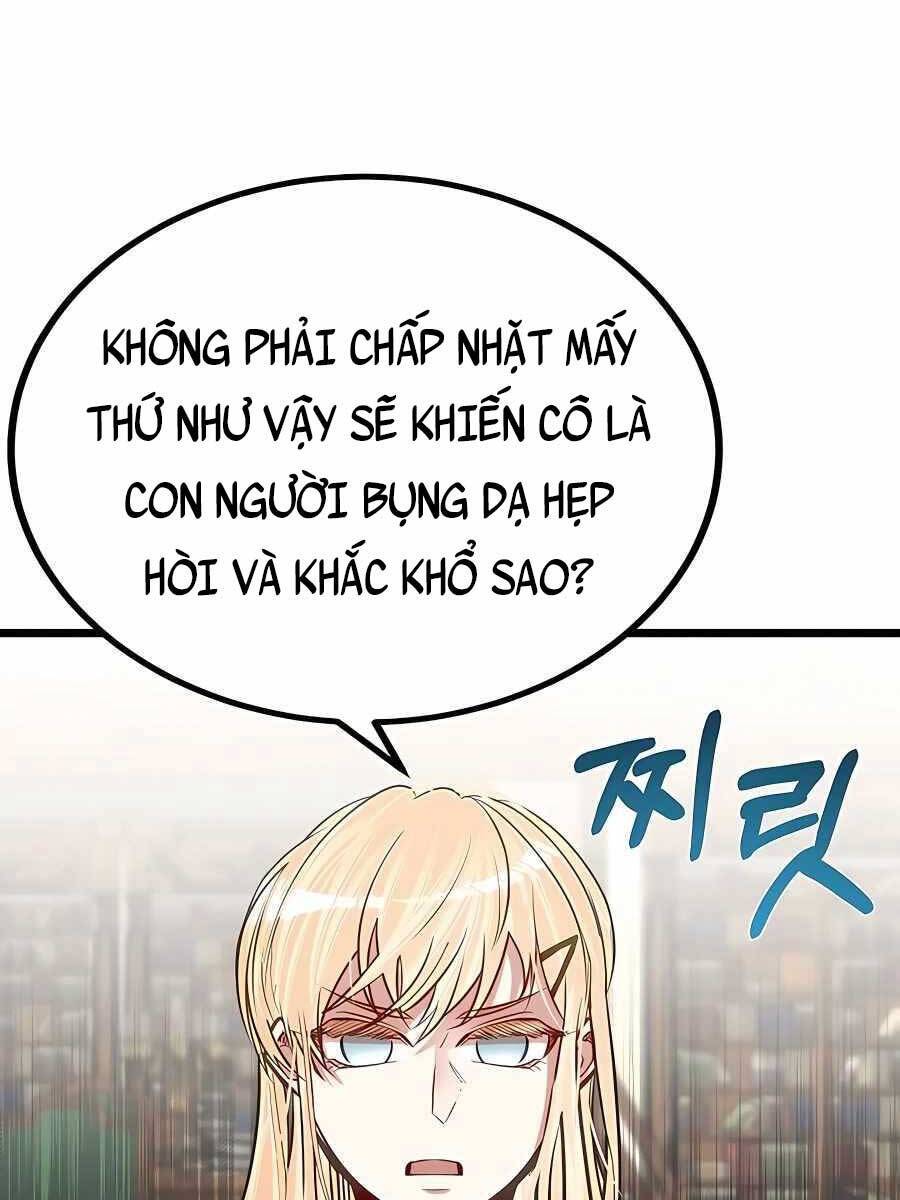 KHÔNG PHẢI CHẤP NHẶT MẤY
THỨ NHƯ VẬY SẼ KHIẾN CÔ LÀ
CON NGƯỜI BỤNG DẠ HẸP
HÒI VÀ KHẮC KHỔ SAO?
찌릿